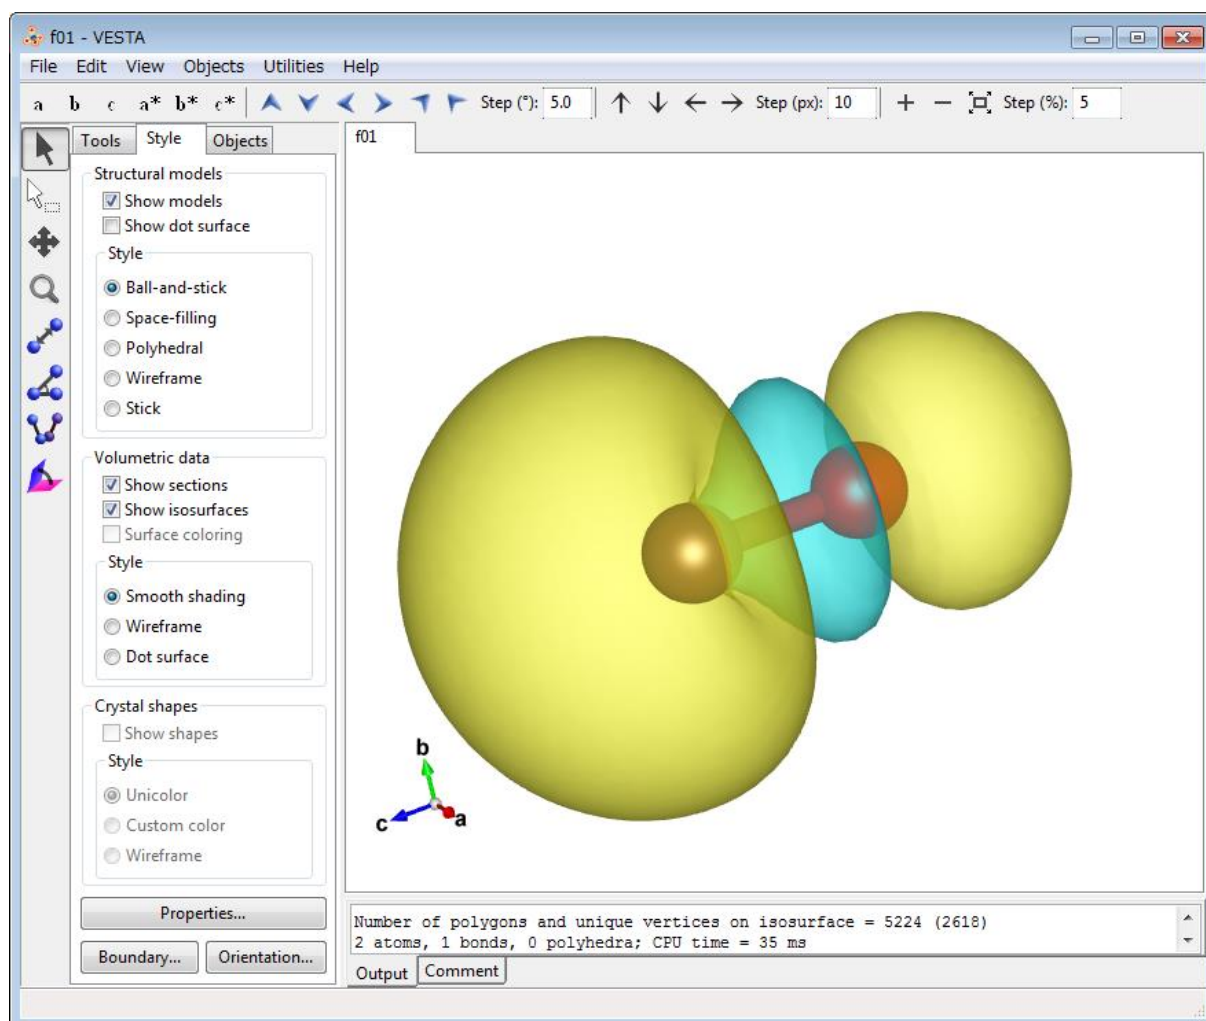 f01 - VESTA
File Edit View Objects Utilities Help
a b c a* b* c* Step (°): 5.0 Step (px): 10 Step (%): 5
Tools Style Objects
f01
Structural models
Show models
Show dot surface
Style
Ball-and-stick
Space-filling
Polyhedral
Wireframe
Stick
Volumetric data
Show sections
Show isosurfaces
Surface coloring
Style
Smooth shading
Wireframe
Dot surface
Crystal shapes
Show shapes
Style
Unicolor
Custom color
Wireframe
Properties...
Boundary... Orientation...
b
c
a
Number of polygons and unique vertices on isosurface = 5224 (2618)
2 atoms, 1 bonds, 0 polyhedra; CPU time = 35 ms
Output Comment